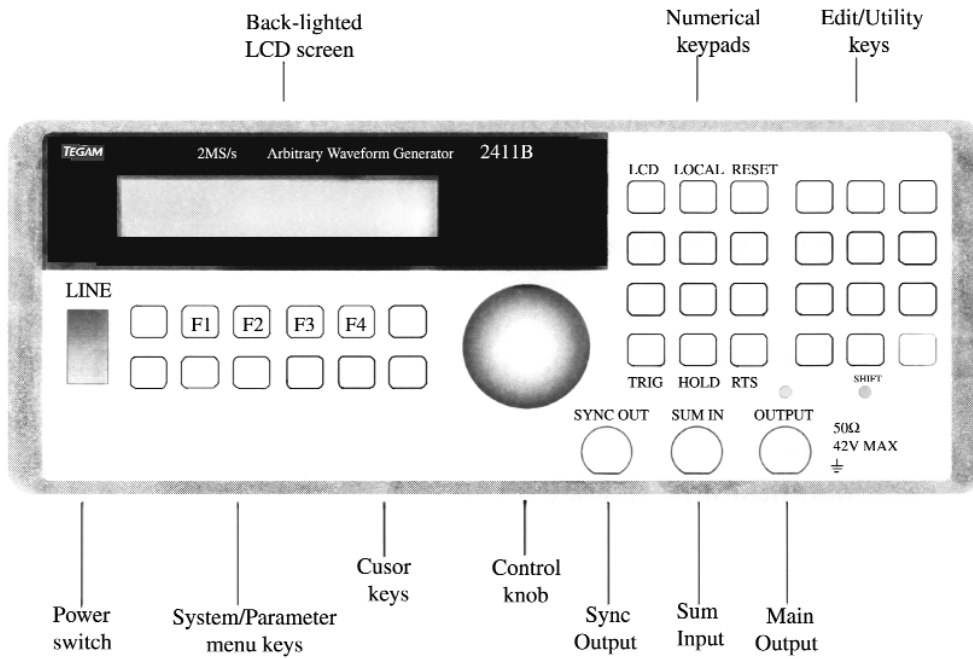 Back-lighted
LCD screen
Numerical
keypads
Edit/Utility
keys
TEGAM
2MS/s
Arbitrary Waveform Generator
2411B
LCD
LOCAL
RESET
LINE
F1
F2
F3
F4
TRIG
HOLD
RTS
SHIFT
SYNC OUT
SUM IN
OUTPUT
50Ω
42V MAX
Power
switch
System/Parameter
menu keys
Cusor
keys
Control
knob
Sync
Output
Sum
Input
Main
Output